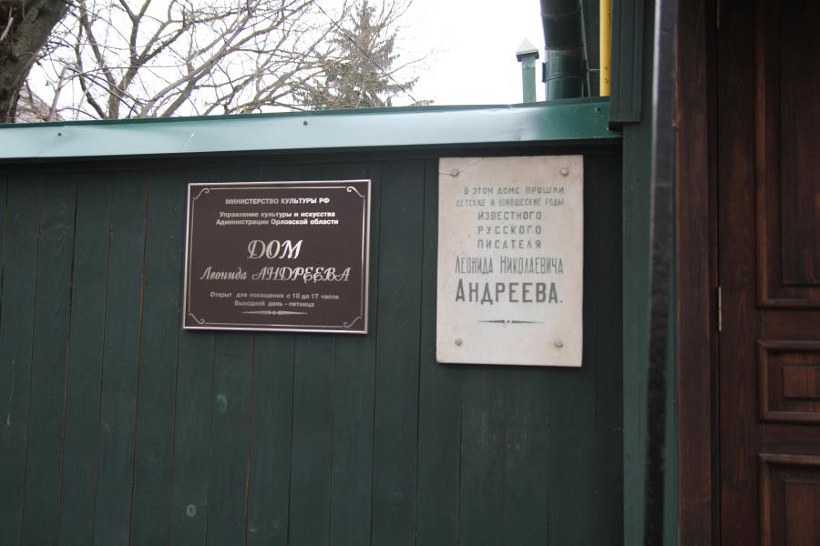 МИНИСТЕРСТВО КУЛЬТУРЫ РФ
Управление культуры и искусства
Администрации Орловской области
ДОМ
Леонида АНДРЕЕВА
Открыт для посещения с 10 до 17 часов
Выходной день - пятница
В ЭТОМ ДОМЕ ПРОШЛИ
ДЕТСКИЕ И ЮНОШЕСКИЕ ГОДЫ
ИЗВЕСТНОГО
РУССКОГО
ПИСАТЕЛЯ
ЛЕОНИДА НИКОЛАЕВИЧА
АНДРЕЕВА.